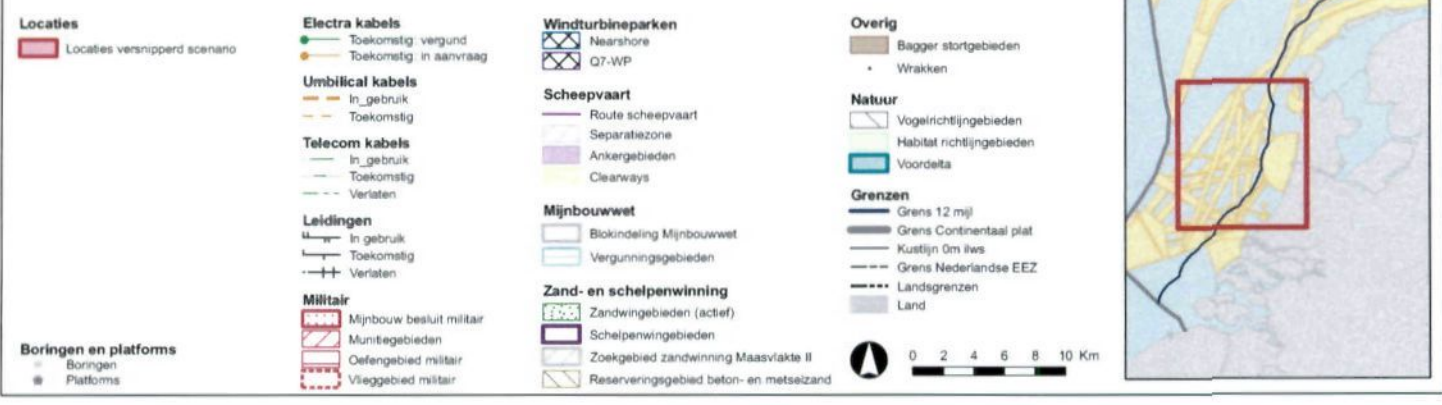 Locaties
Locaties versnipperd scenario
Boringen en platforms
Boringen
Platforms
Electra kabels
Toekomstig: vergund
Toekomstig: in aanvraag
Umbilical kabels
In_gebruik
Toekomstig
Telecom kabels
In_gebruik
Toekomstig
Verlaten
Leidingen
In gebruik
Toekomstig
Verlaten
Militair
Mijnbouw besluit militair
Munitiegebieden
Oefengebied militair
Vlieggebied militair
Windturbineparken
Nearshore
Q7-WP
Scheepvaart
Route scheepvaart
Separatiezone
Ankergebieden
Clearways
Mijnbouwwet
Blokindeling Mijnbouwwet
Vergunningsgebieden
Zand- en schelpenwinning
Zandwingebieden (actief)
Schelpenwingebieden
Zoekgebied zandwinning Maasvlakte II
Reserveringsgebied beton- en metselzand
Overig
Bagger stortgebieden
Wrakken
Natuur
Vogelrichtlijngebieden
Habitat richtlijngebieden
Voordelta
Grenzen
Grens 12 mijl
Grens Continentaal plat
Kustlijn 0m ilws
Grens Nederlandse EEZ
Landsgrenzen
Land
0 2 4 6 8 10 Km